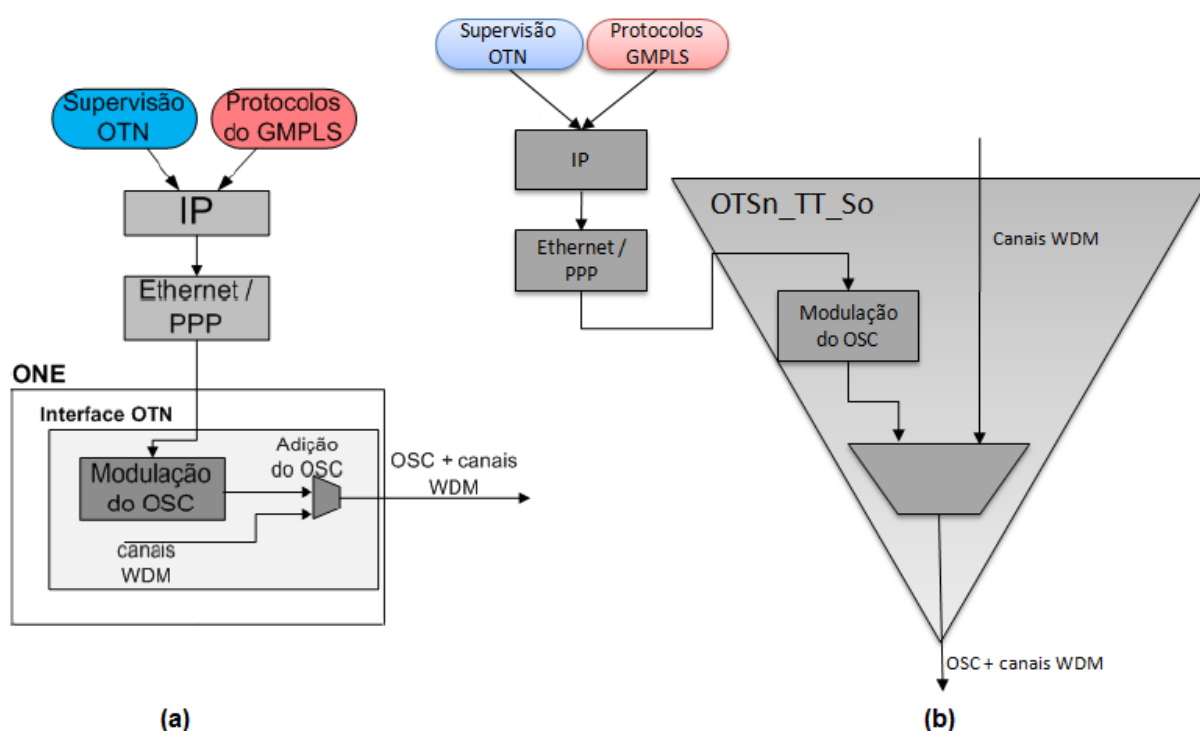 Supervisão
OTN
Protocolos
do GMPLS
IP
Ethernet /
PPP
ONE
Interface OTN
Modulação
do OSC
Adição
do OSC
canais
WDM
OSC + canais
WDM
(a)
Supervisão
OTN
Protocolos
GMPLS
IP
Ethernet /
PPP
OTSn_TT_So
Canais WDM
Modulação
do OSC
OSC + canais WDM
(b)